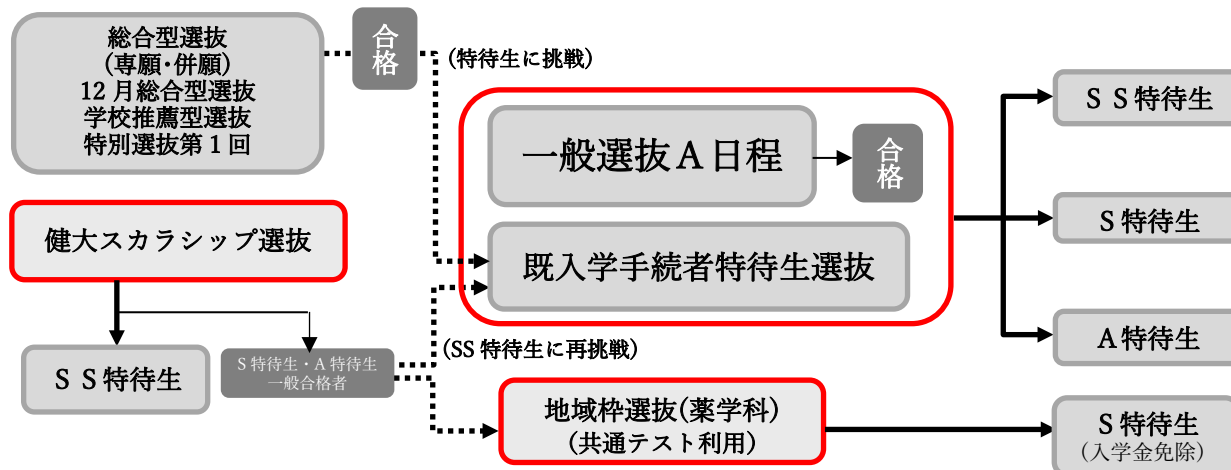 総合型選抜
(専願・併願)
12月総合型選抜
学校推薦型選抜
特別選抜第1回
合格
(特待生に挑戦)
一般選抜A日程
合格
既入学手続者特待生選抜
SS特待生
S特待生
A特待生
健大スカラシップ選抜
SS特待生
S特待生・A特待生
一般合格者
(SS特待生に再挑戦)
地域枠選抜(薬学科)
(共通テスト利用)
S特待生
(入学金免除)